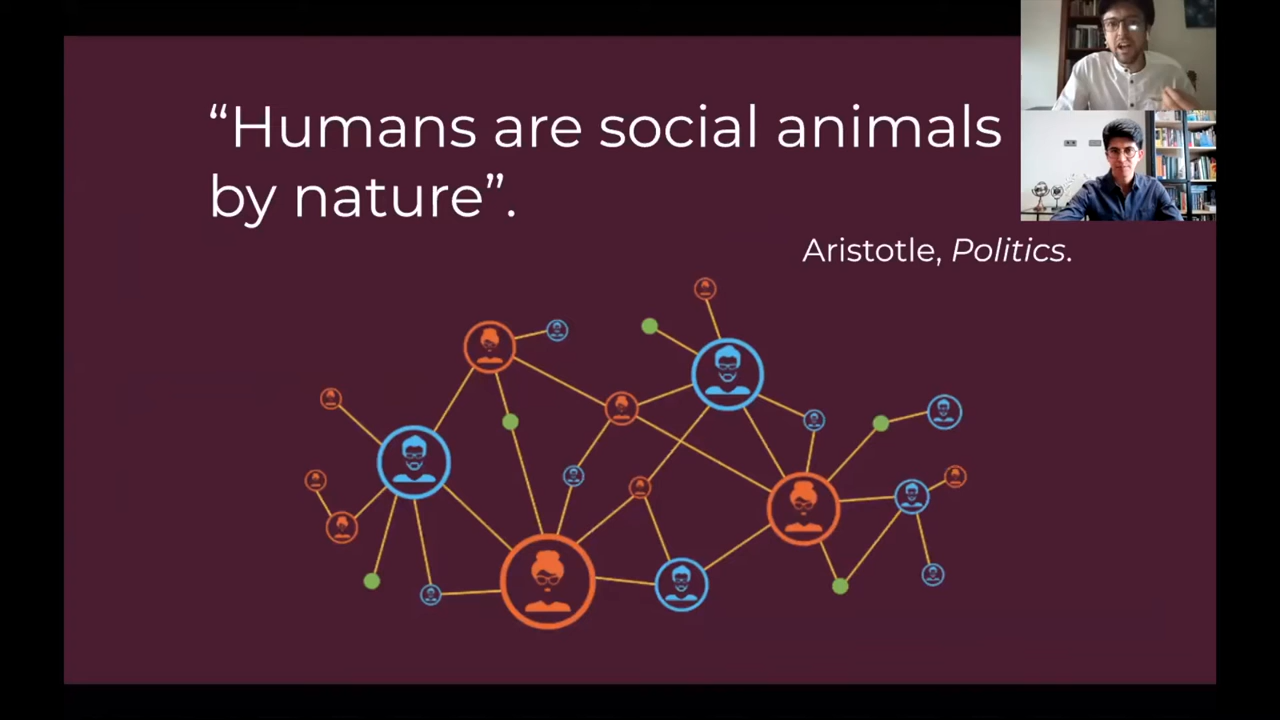 “Humans are social animals
by nature”.
Aristotle, Politics.